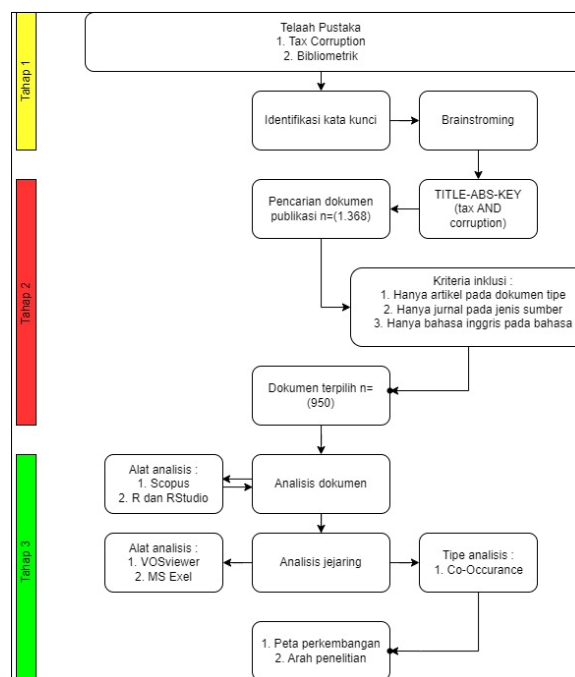 Tahap 1
Telaah Pustaka
1. Tax Corruption
2. Bibliometrik
Identifikasi kata kunci
Brainstroming
Tahap 2
Pencarian dokumen
publikasi n=(1.368)
TITLE-ABS-KEY
(tax AND
corruption)
Kriteria inklusi :
1. Hanya artikel pada dokumen tipe
2. Hanya jurnal pada jenis sumber
3. Hanya bahasa inggris pada bahasa
Dokumen terpilih n=
(950)
Tahap 3
Alat analisis :
1. Scopus
2. R dan RStudio
Analisis dokumen
Alat analisis :
1. VOSviewer
2. MS Exel
Analisis jejaring
Tipe analisis :
1. Co-Occurance
1. Peta perkembangan
2. Arah penelitian